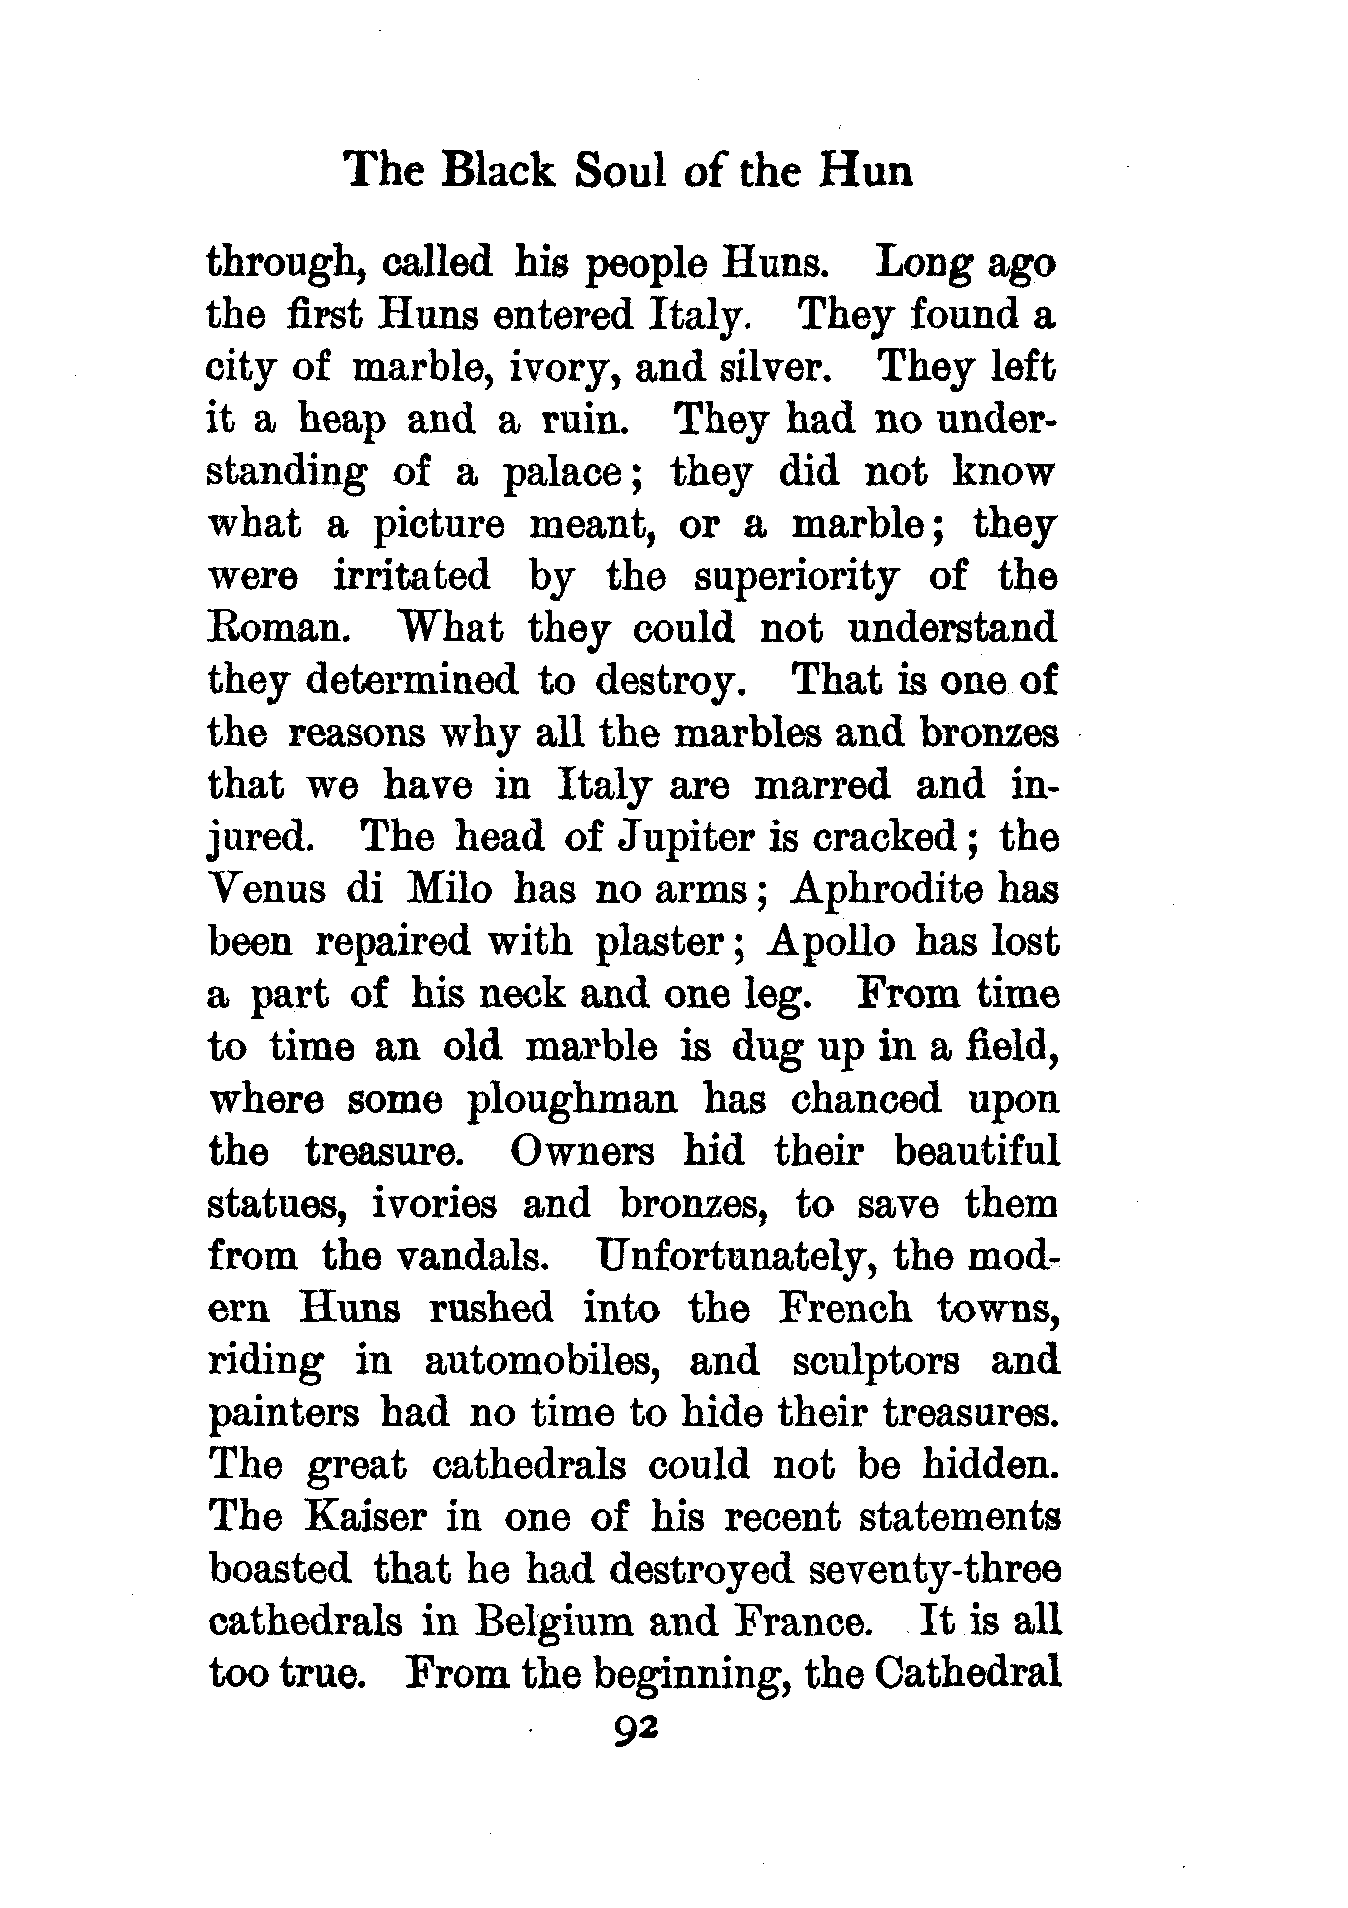 The Black Soul of the Hun
through, called his people Huns. Long ago
the first Huns entered Italy. They found a
city of marble, ivory, and silver. They left
it a heap and a ruin. They had no under-
standing of a palace; they did not know
what a picture meant, or a marble; they
were irritated by the superiority of the
Roman. What they could not understand
they determined to destroy. That is one of
the reasons why all the marbles and bronzes
that we have in Italy are marred and in-
jured. The head of Jupiter is cracked; the
Venus di Milo has no arms; Aphrodite has
been repaired with plaster; Apollo has lost
a part of his neck and one leg. From time
to time an old marble is dug up in a field,
where some ploughman has chanced upon
the treasure. Owners hid their beautiful
statues, ivories and bronzes, to save them
from the vandals. Unfortunately, the mod-
ern Huns rushed into the French towns,
riding in automobiles, and sculptors and
painters had no time to hide their treasures.
The great cathedrals could not be hidden.
The Kaiser in one of his recent statements
boasted that he had destroyed seventy-three
cathedrals in Belgium and France. It is all
too true. From the beginning, the Cathedral
92